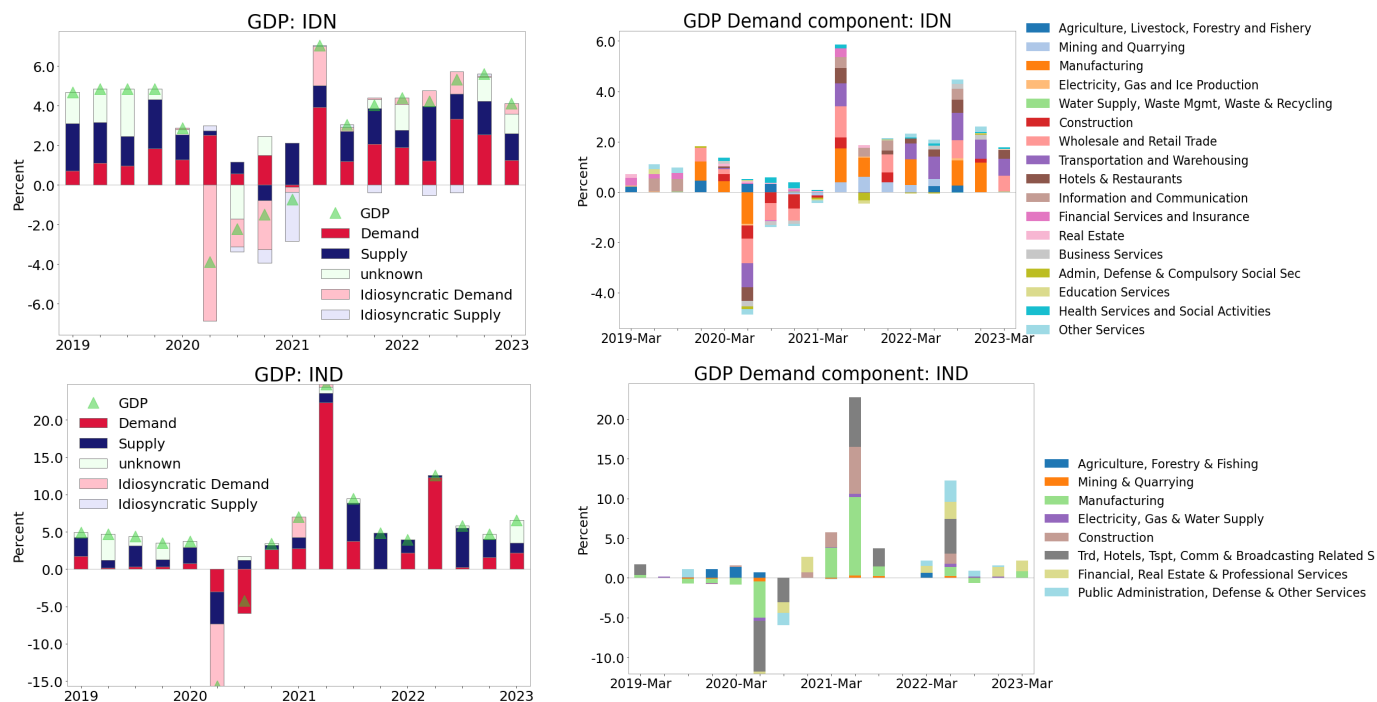 GDP: IDN
Percent
6.0
4.0
2.0
0.0
-2.0
-4.0
-6.0
GDP
Demand
Supply
unknown
Idiosyncratic Demand
Idiosyncratic Supply
2019
2020
2021
2022
2023
GDP Demand component: IDN
Percent
6.0
4.0
2.0
0.0
-2.0
-4.0
2019-Mar
2020-Mar
2021-Mar
2022-Mar
2023-Mar
Agriculture, Livestock, Forestry and Fishery
Mining and Quarrying
Manufacturing
Electricity, Gas and Ice Production
Water Supply, Waste Mgmt, Waste & Recycling
Construction
Wholesale and Retail Trade
Transportation and Warehousing
Hotels & Restaurants
Information and Communication
Financial Services and Insurance
Real Estate
Business Services
Admin, Defense & Compulsory Social Sec
Education Services
Health Services and Social Activities
Other Services
GDP: IND
Percent
20.0
15.0
10.0
5.0
0.0
-5.0
-10.0
-15.0
GDP
Demand
Supply
unknown
Idiosyncratic Demand
Idiosyncratic Supply
2019
2020
2021
2022
2023
GDP Demand component: IND
Percent
20.0
15.0
10.0
5.0
0.0
-5.0
-10.0
2019-Mar
2020-Mar
2021-Mar
2022-Mar
2023-Mar
Agriculture, Forestry & Fishing
Mining & Quarrying
Manufacturing
Electricity, Gas & Water Supply
Construction
Trd, Hotels, Tspt, Comm & Broadcasting Related S
Financial, Real Estate & Professional Services
Public Administration, Defense & Other Services